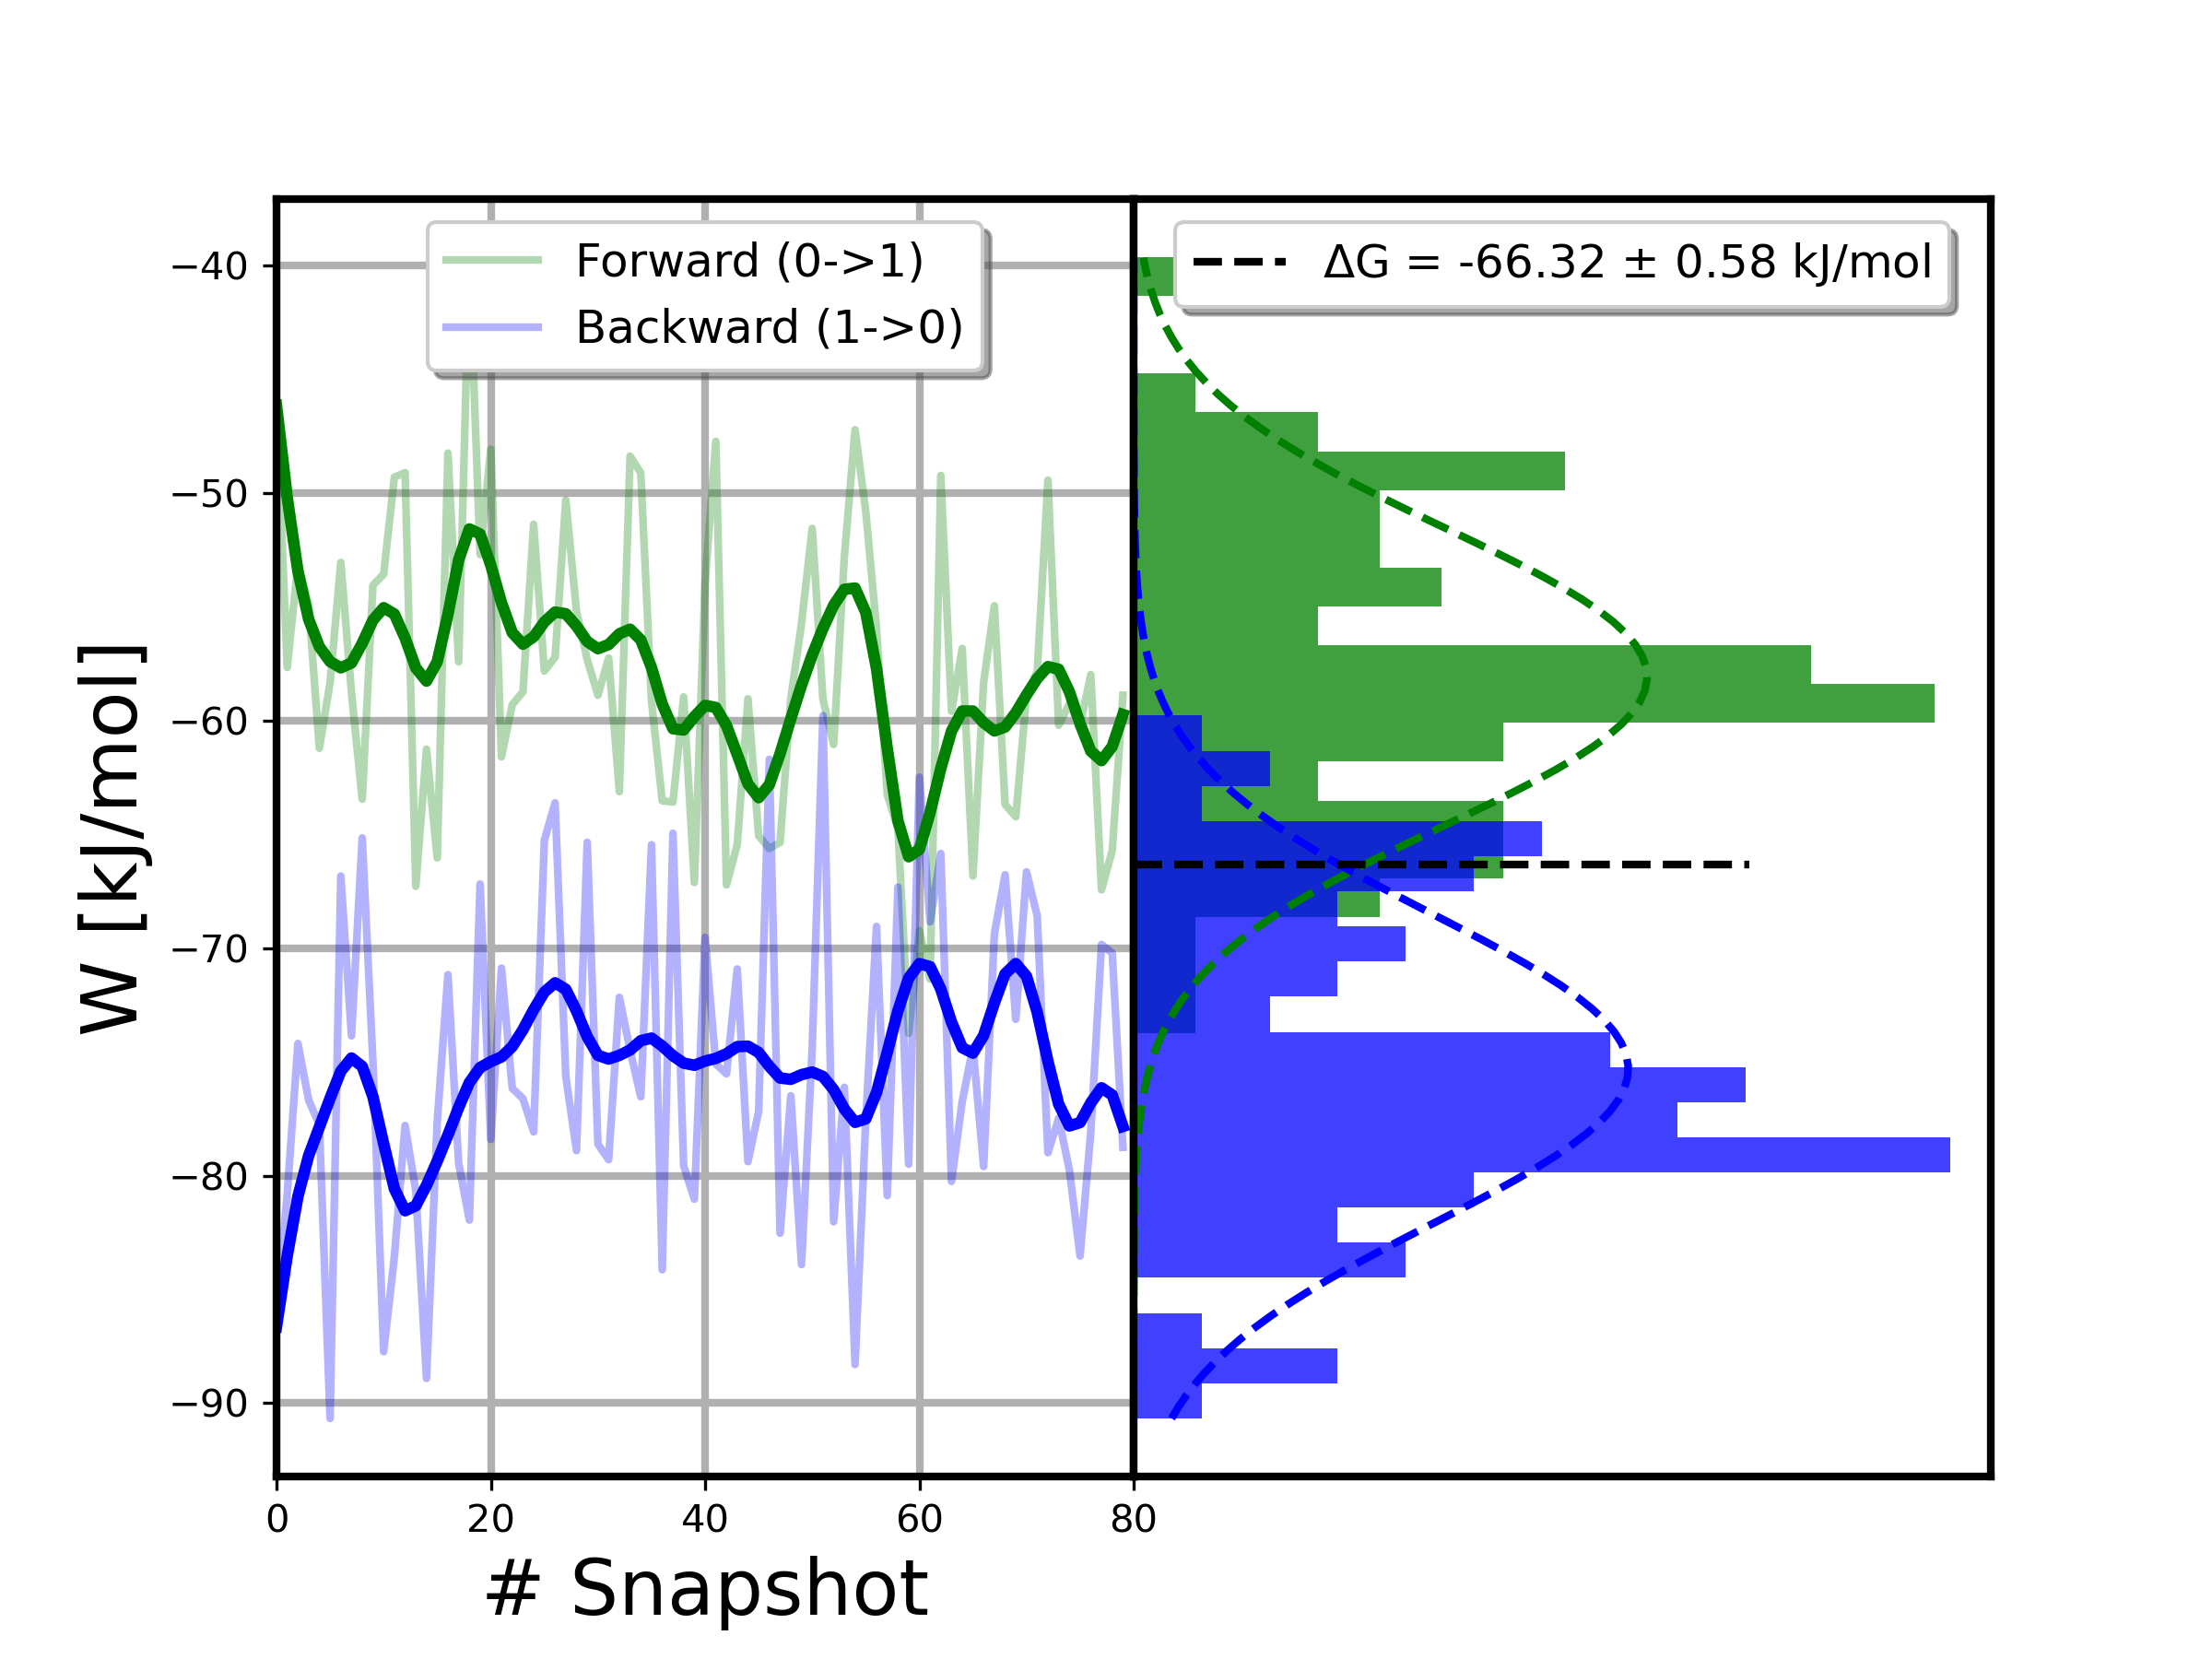 Forward (0->1)
Backward (1->0)
ΔG = -66.32 ± 0.58 kJ/mol
W [kJ/mol]
−40
−50
−60
−70
−80
−90
0 20 40 60 80
# Snapshot